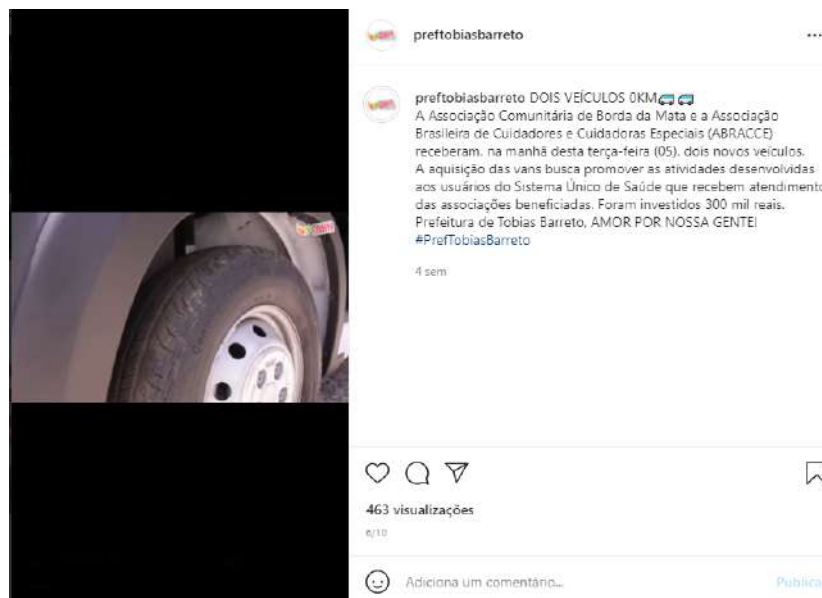 preftobiasbarreto
preftobiasbarreto DOIS VEÍCULOS 0KM🚐🚐
A Associação Comunitária de Borda da Mata e a Associação
Brasileira de Cuidadores e Cuidadoras Especiais (ABRACCE)
receberam, na manhã desta terça-feira (05), dois novos veículos.
A aquisição das vans busca promover as atividades desenvolvidas
aos usuários do Sistema Único de Saúde que recebem atendimento
das associações beneficiadas. Foram investidos 300 mil reais.
Prefeitura de Tobias Barreto, AMOR POR NOSSA GENTE!
#PrefTobiasBarreto
4 sem
463 visualizações
6/10
Adiciona um comentário...
Publica